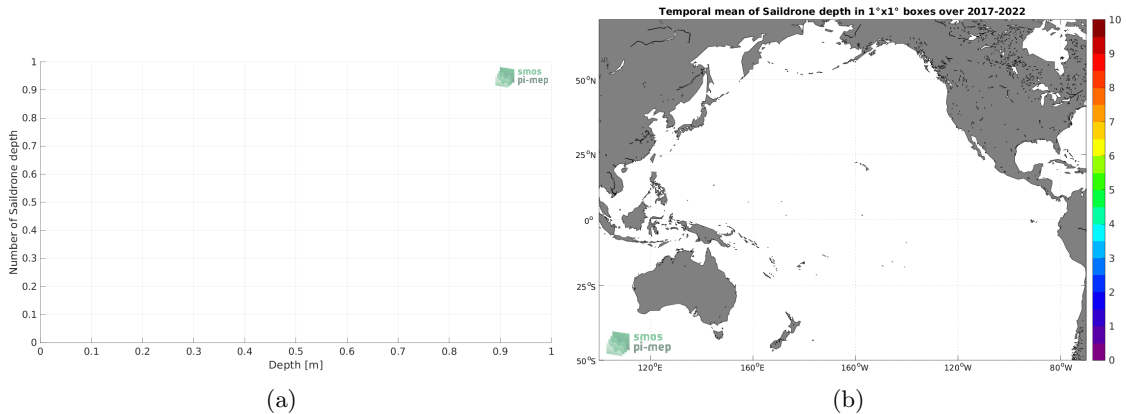 Temporal mean of Saildrone depth in 1°x1° boxes over 2017-2022
smos
pi-mep
1
0.9
0.8
0.7
0.6
0.5
0.4
0.3
0.2
0.1
0
Number of Saildrone depth
0 0.1 0.2 0.3 0.4 0.5 0.6 0.7 0.8 0.9 1
Depth [m]
50°N
25°N
0°
25°S
50°S
120°E 160°E 160°W 120°W 80°W
smos
pi-mep
10
9
8
7
6
5
4
3
2
1
0
(a) (b)